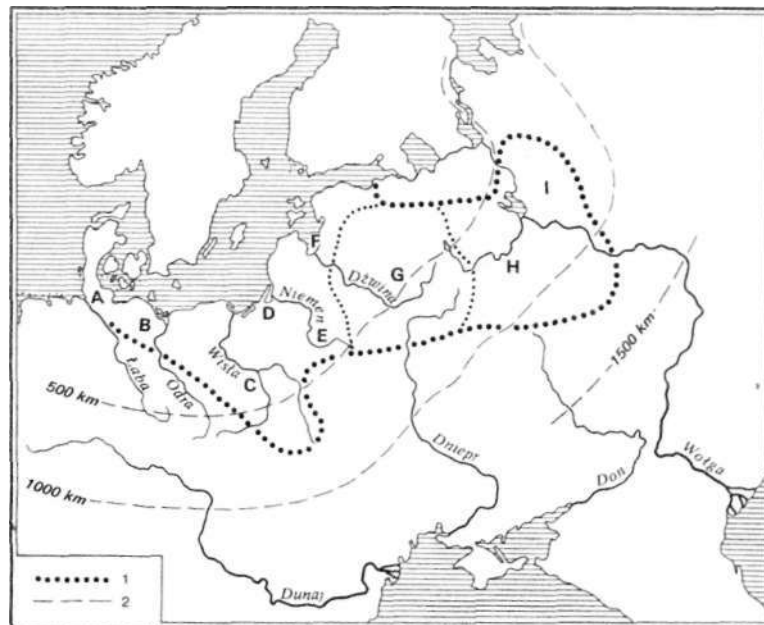 I
F
G
H
Dźwina
A
D
Niemen
B
E
Wisła
1500 km
Łaba
Odra
C
500 km
Dniepr
Wołga
1000 km
Don
Dunaj
1
2